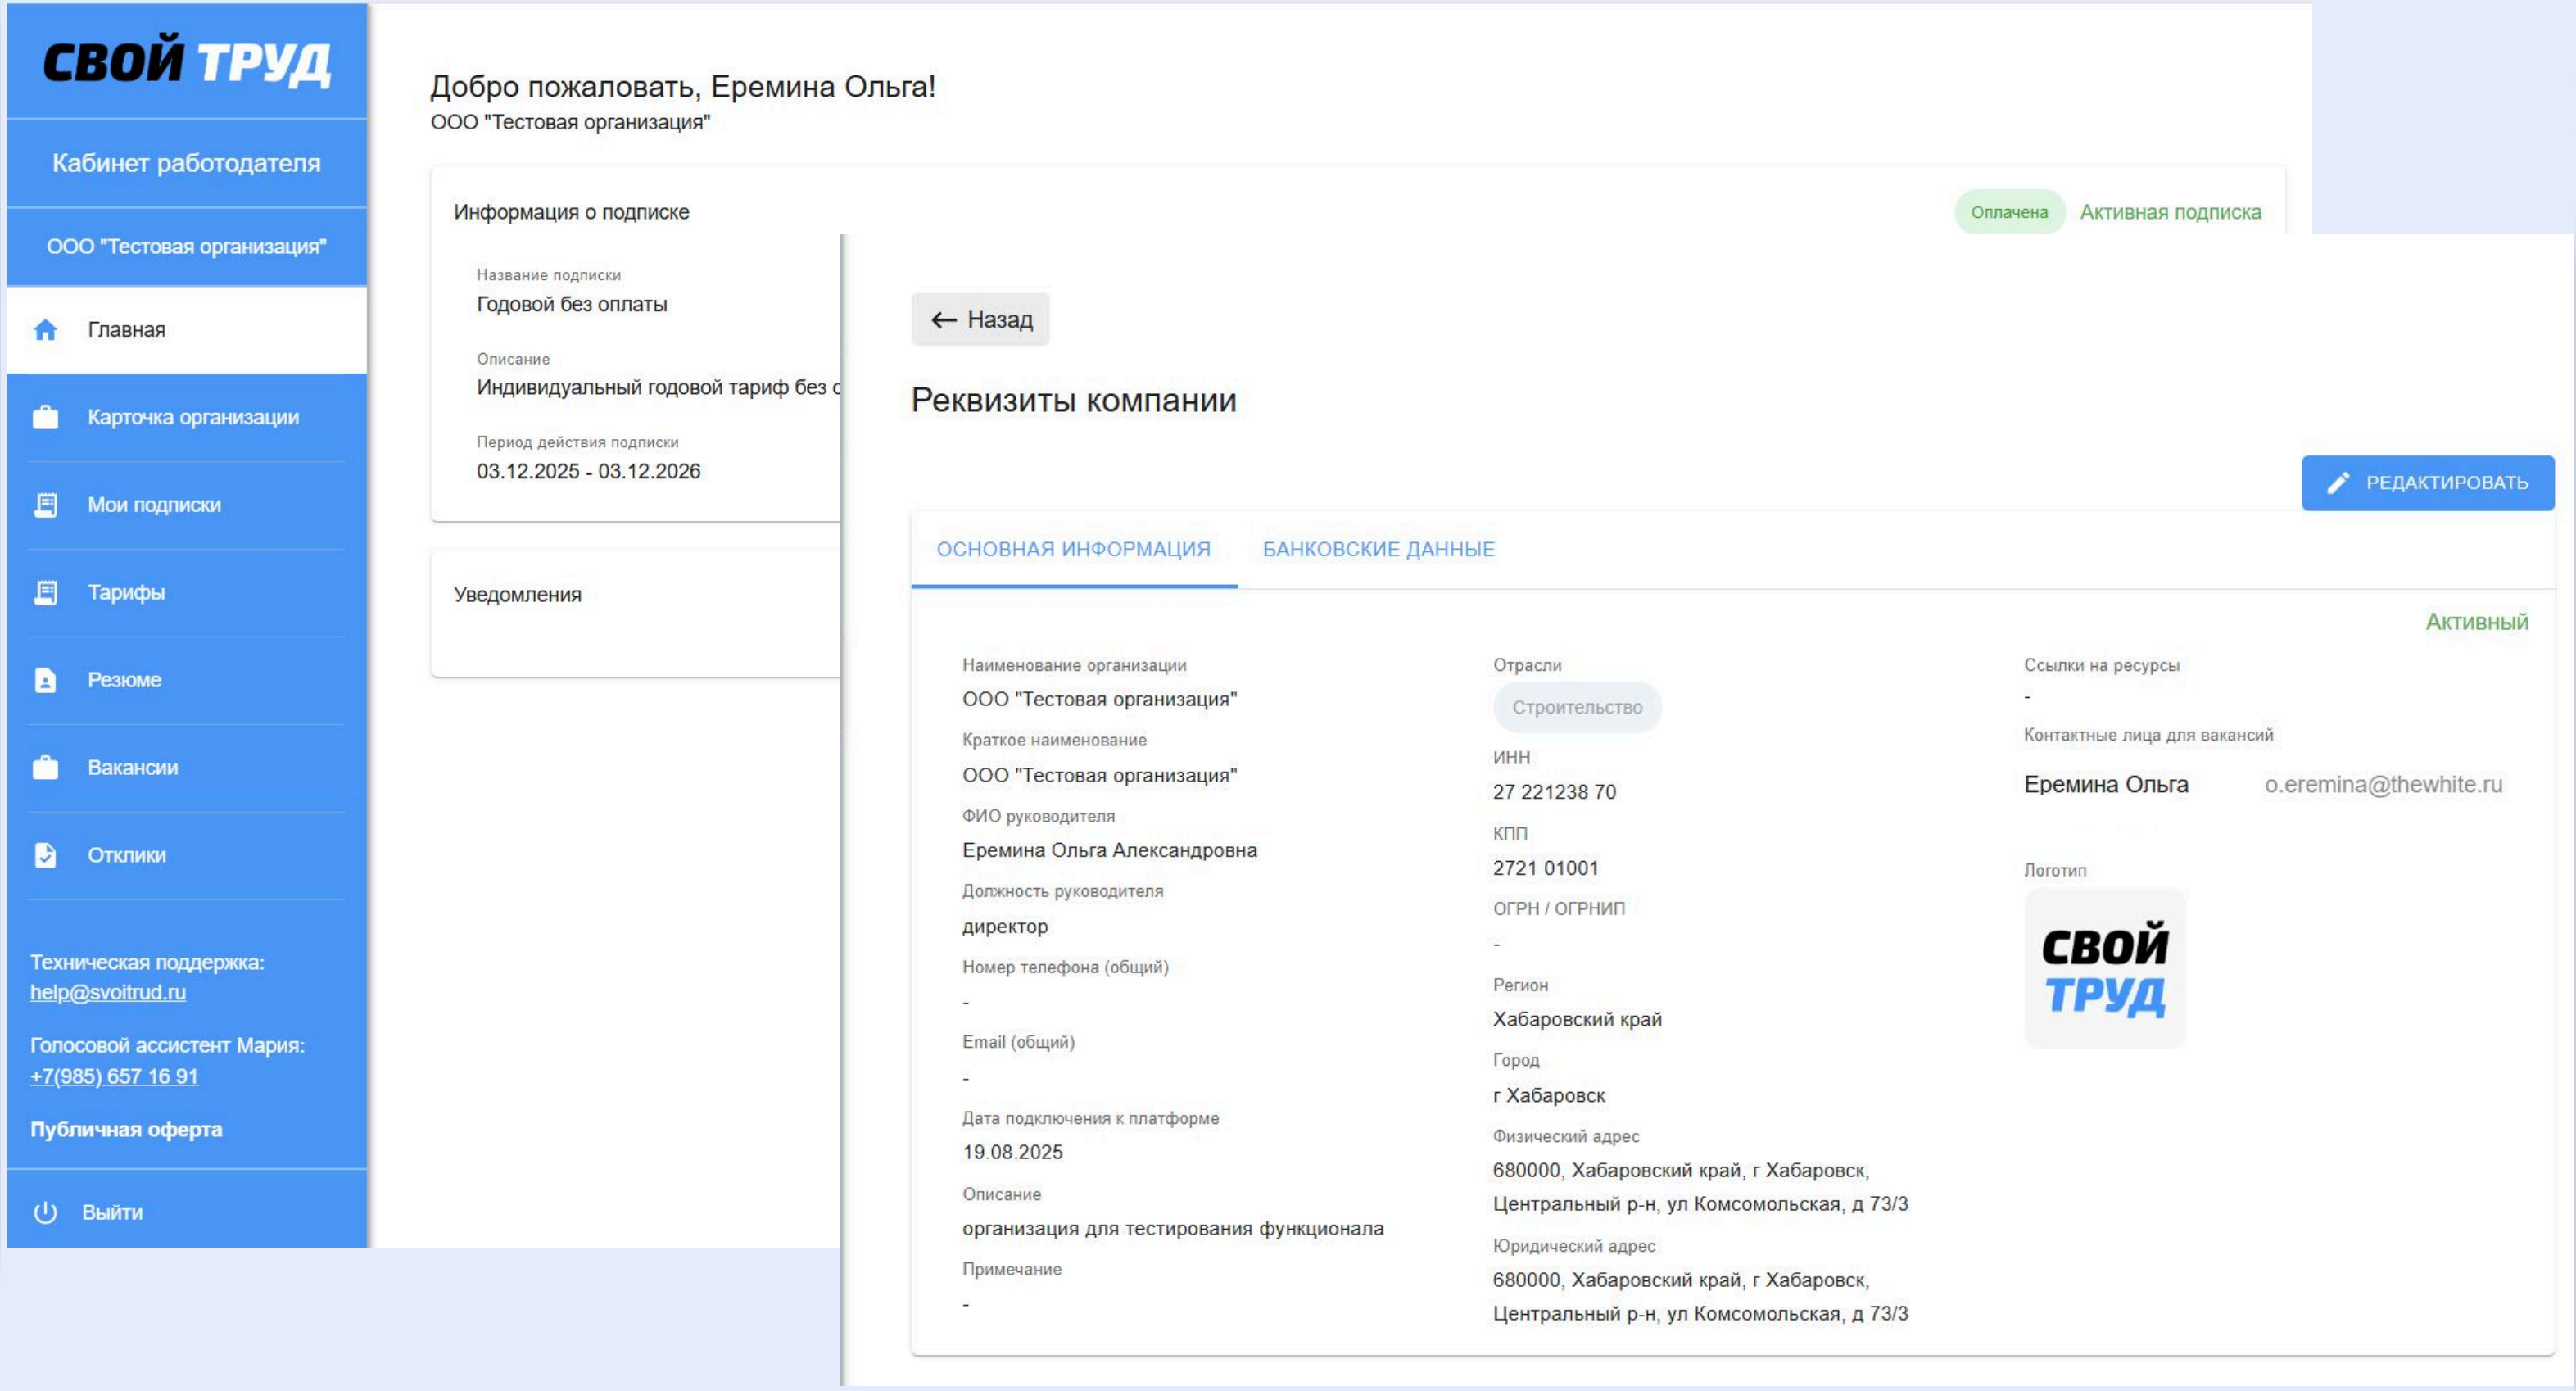 СВОЙ ТРУД
Кабинет работодателя
ООО "Тестовая организация"
Главная
Карточка организации
Мои подписки
Тарифы
Резюме
Вакансии
Отклики
Техническая поддержка:
help@svoitrud.ru
Голосовой ассистент Мария:
+7(985) 657 16 91
Публичная оферта
Выйти
Добро пожаловать, Еремина Ольга!
ООО "Тестовая организация"
Информация о подписке
Оплачена Активная подписка
Название подписки
Годовой без оплаты
Описание
Индивидуальный годовой тариф без
Период действия подписки
03.12.2025 - 03.12.2026
Уведомления
← Назад
Реквизиты компании
РЕДАКТИРОВАТЬ
ОСНОВНАЯ ИНФОРМАЦИЯ БАНКОВСКИЕ ДАННЫЕ
Активный
Наименование организации
ООО "Тестовая организация"
Краткое наименование
ООО "Тестовая организация"
ФИО руководителя
Еремина Ольга Александровна
Должность руководителя
директор
Номер телефона (общий)
-
Email (общий)
-
Дата подключения к платформе
19.08.2025
Описание
организация для тестирования функционала
Примечание
-
Отрасли
Строительство
ИНН
27 221238 70
КПП
2721 01001
ОГРН / ОГРНИП
-
Регион
Хабаровский край
Город
г Хабаровск
Физический адрес
680000, Хабаровский край, г Хабаровск,
Центральный р-н, ул Комсомольская, д 73/3
Юридический адрес
680000, Хабаровский край, г Хабаровск,
Центральный р-н, ул Комсомольская, д 73/3
Ссылки на ресурсы
-
Контактные лица для вакансий
Еремина Ольга o.eremina@thewhite.ru
Логотип
СВОЙ
ТРУД